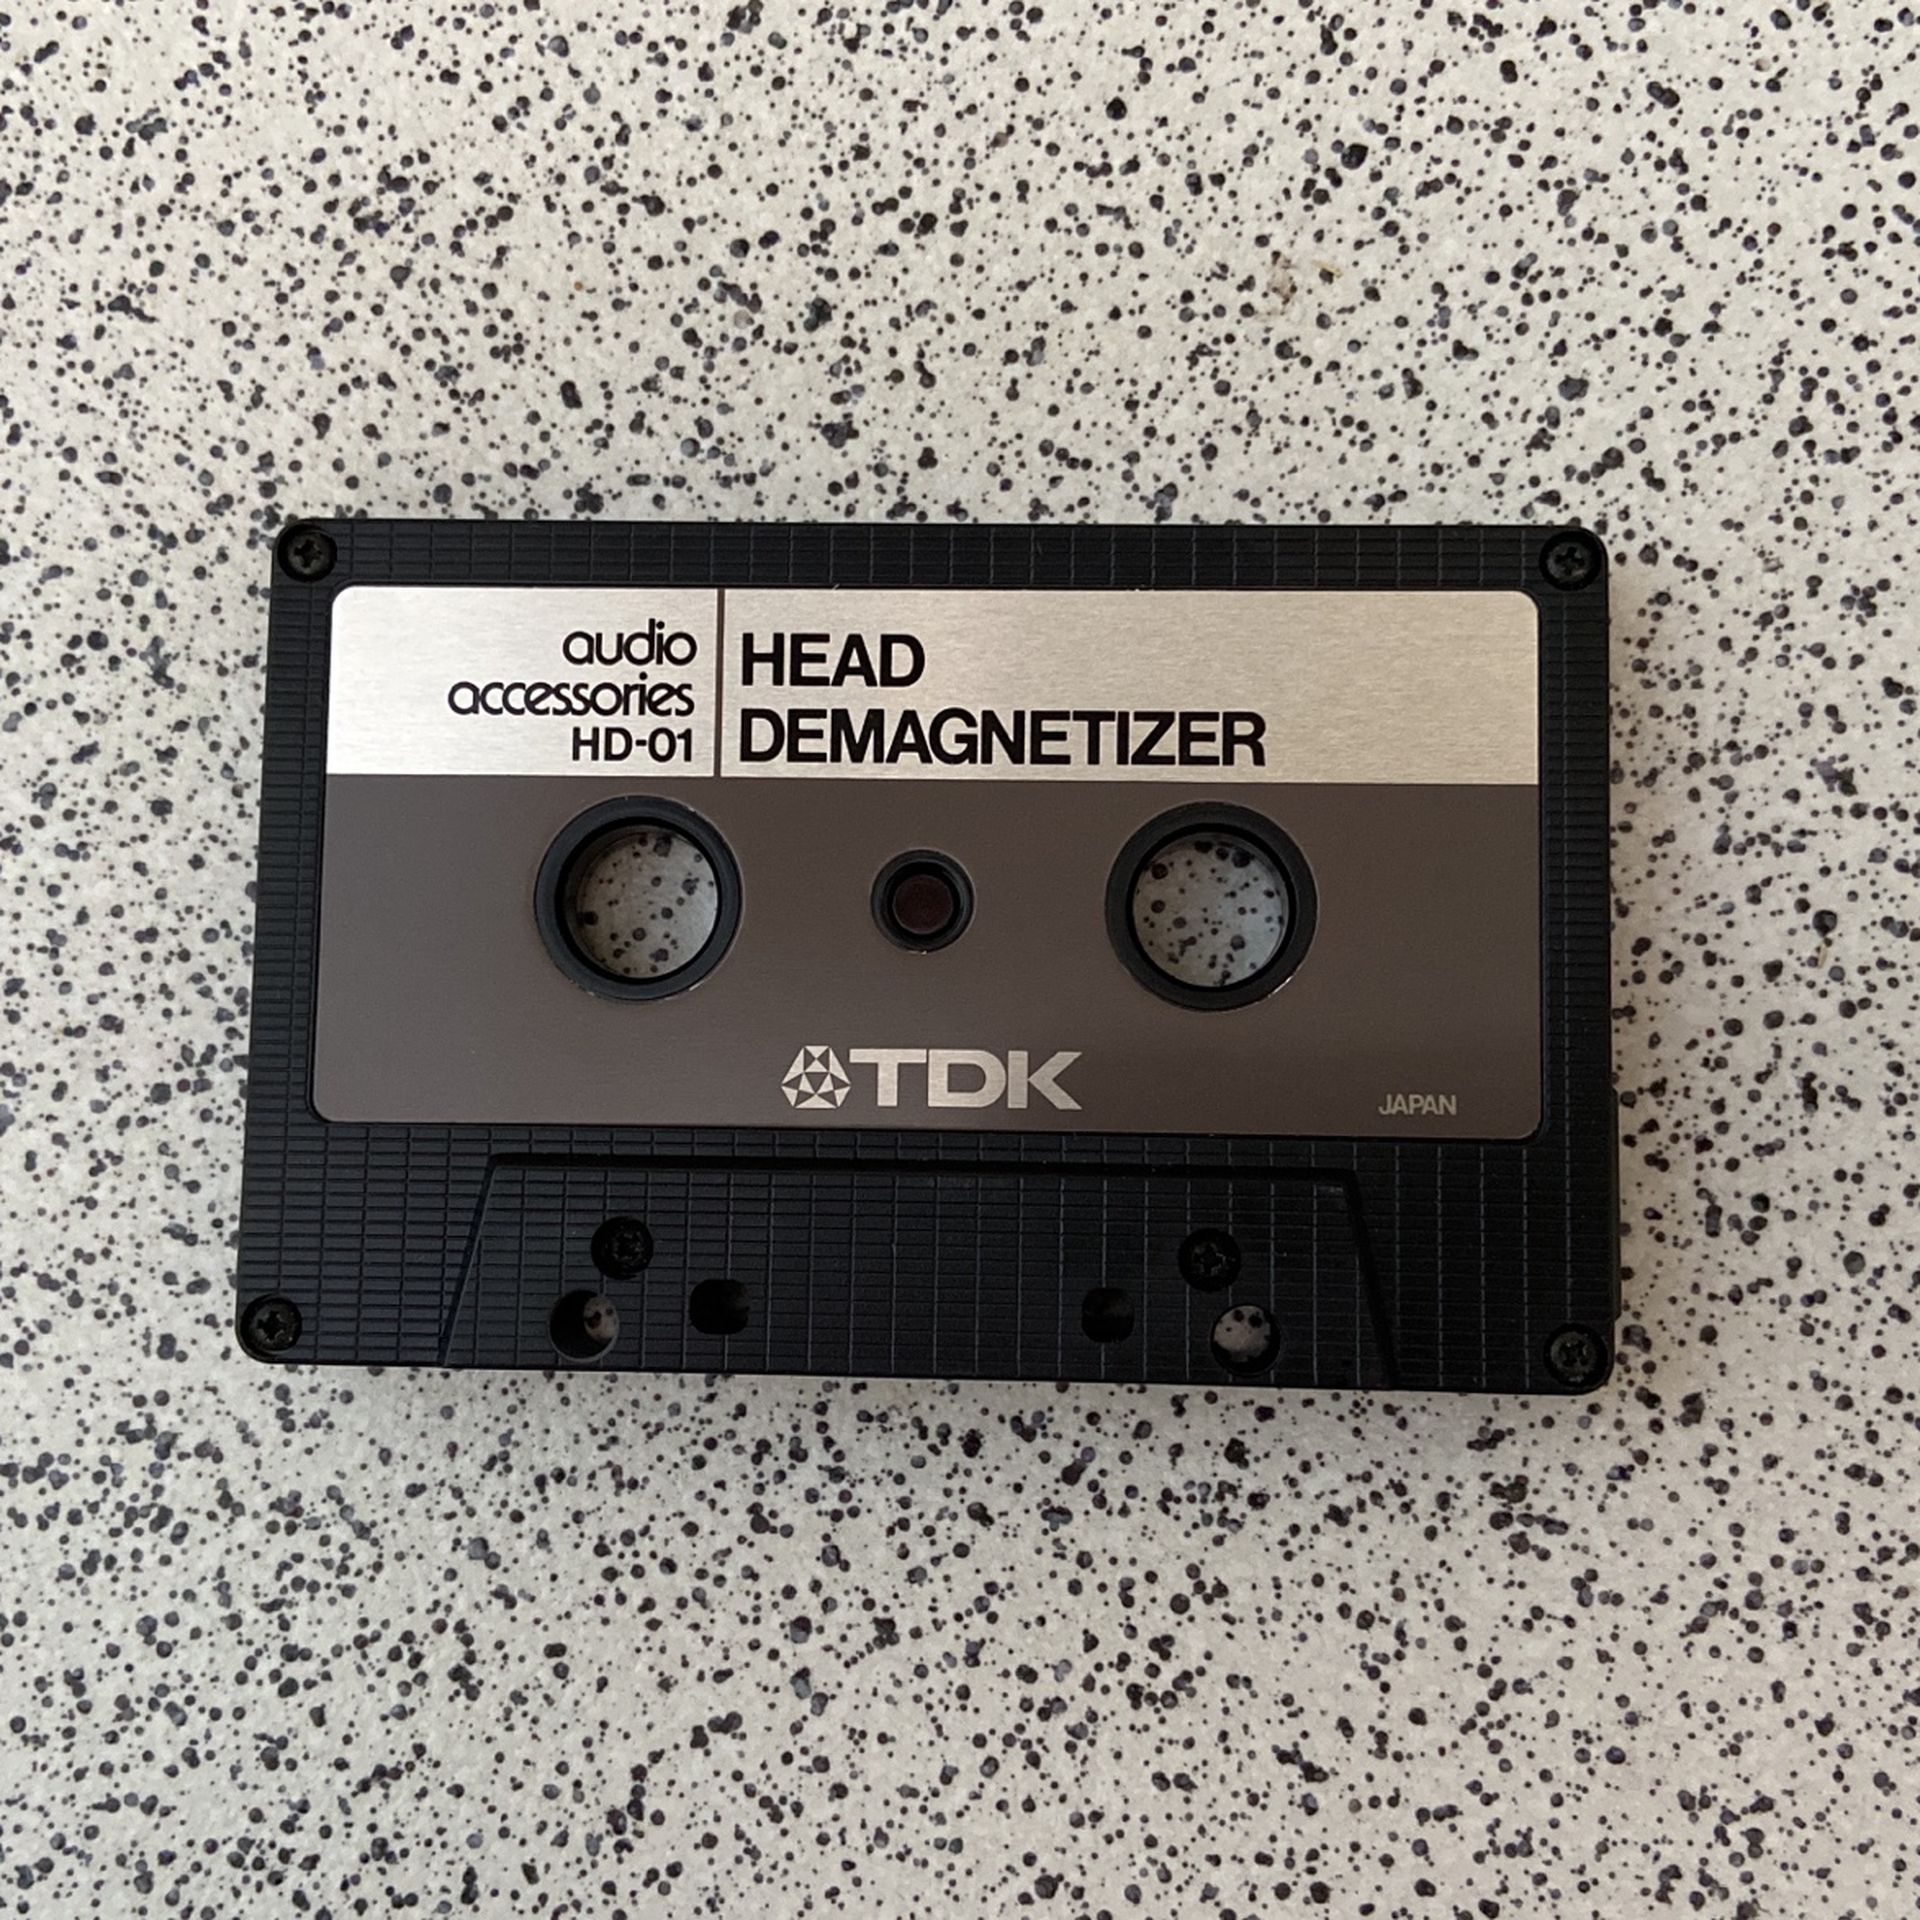 audio
accessories
HD-01
HEAD
DEMAGNETIZER
TDK
JAPAN